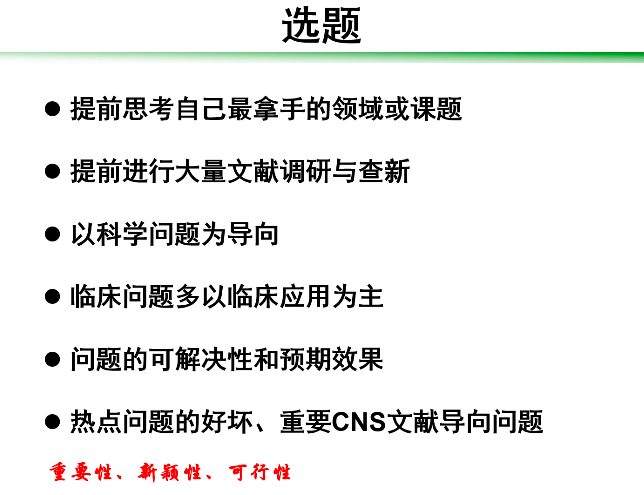 选题
● 提前思考自己最拿手的领域或课题
● 提前进行大量文献调研与查新
● 以科学问题为导向
● 临床问题多以临床应用为主
● 问题的可解决性和预期效果
● 热点问题的好坏、重要CNS文献导向问题
重要性、新颖性、可行性